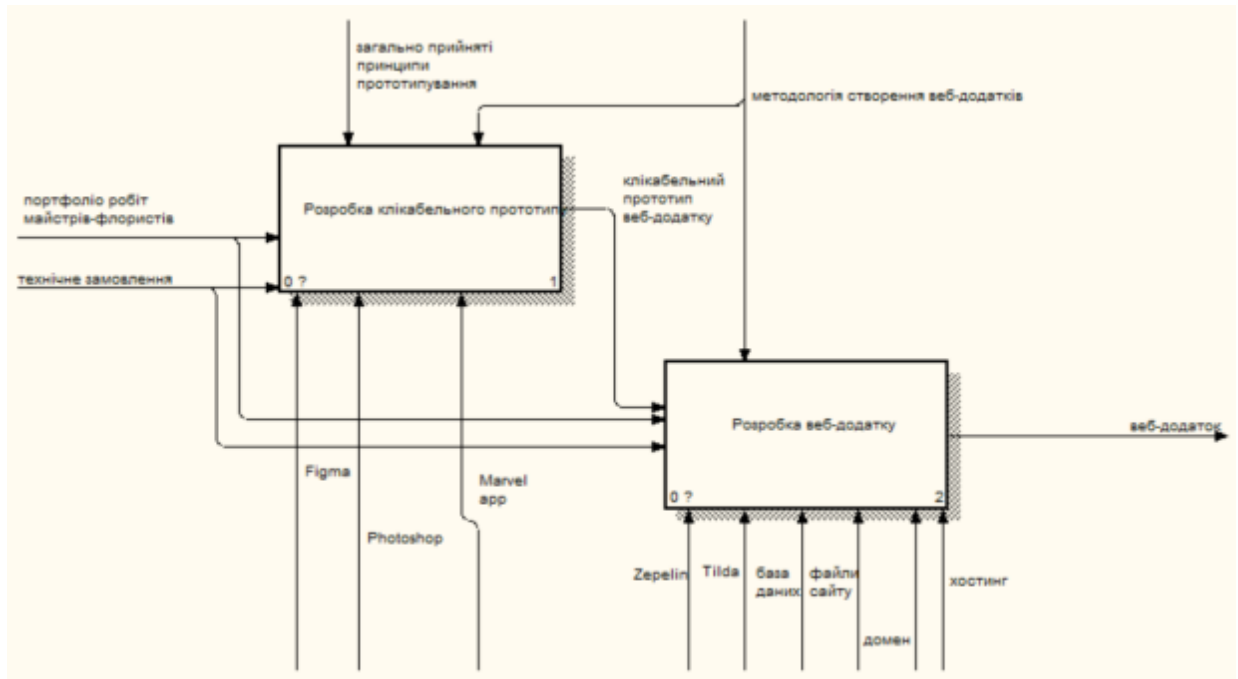 загально прийняті
принципи
прототипування
методологія створення веб-додатків
портфоліо робіт
майстрів-флористів
Розробка клікабельного прототипу
клікабельний
прототип
веб-додатку
технічне замовлення
0 ?
1
Розробка веб-додатку
веб-додаток
0 ?
2
Figma
Marvel
app
Photoshop
Zepelin
Tilda
база
даних
файли
сайту
домен
хостинг